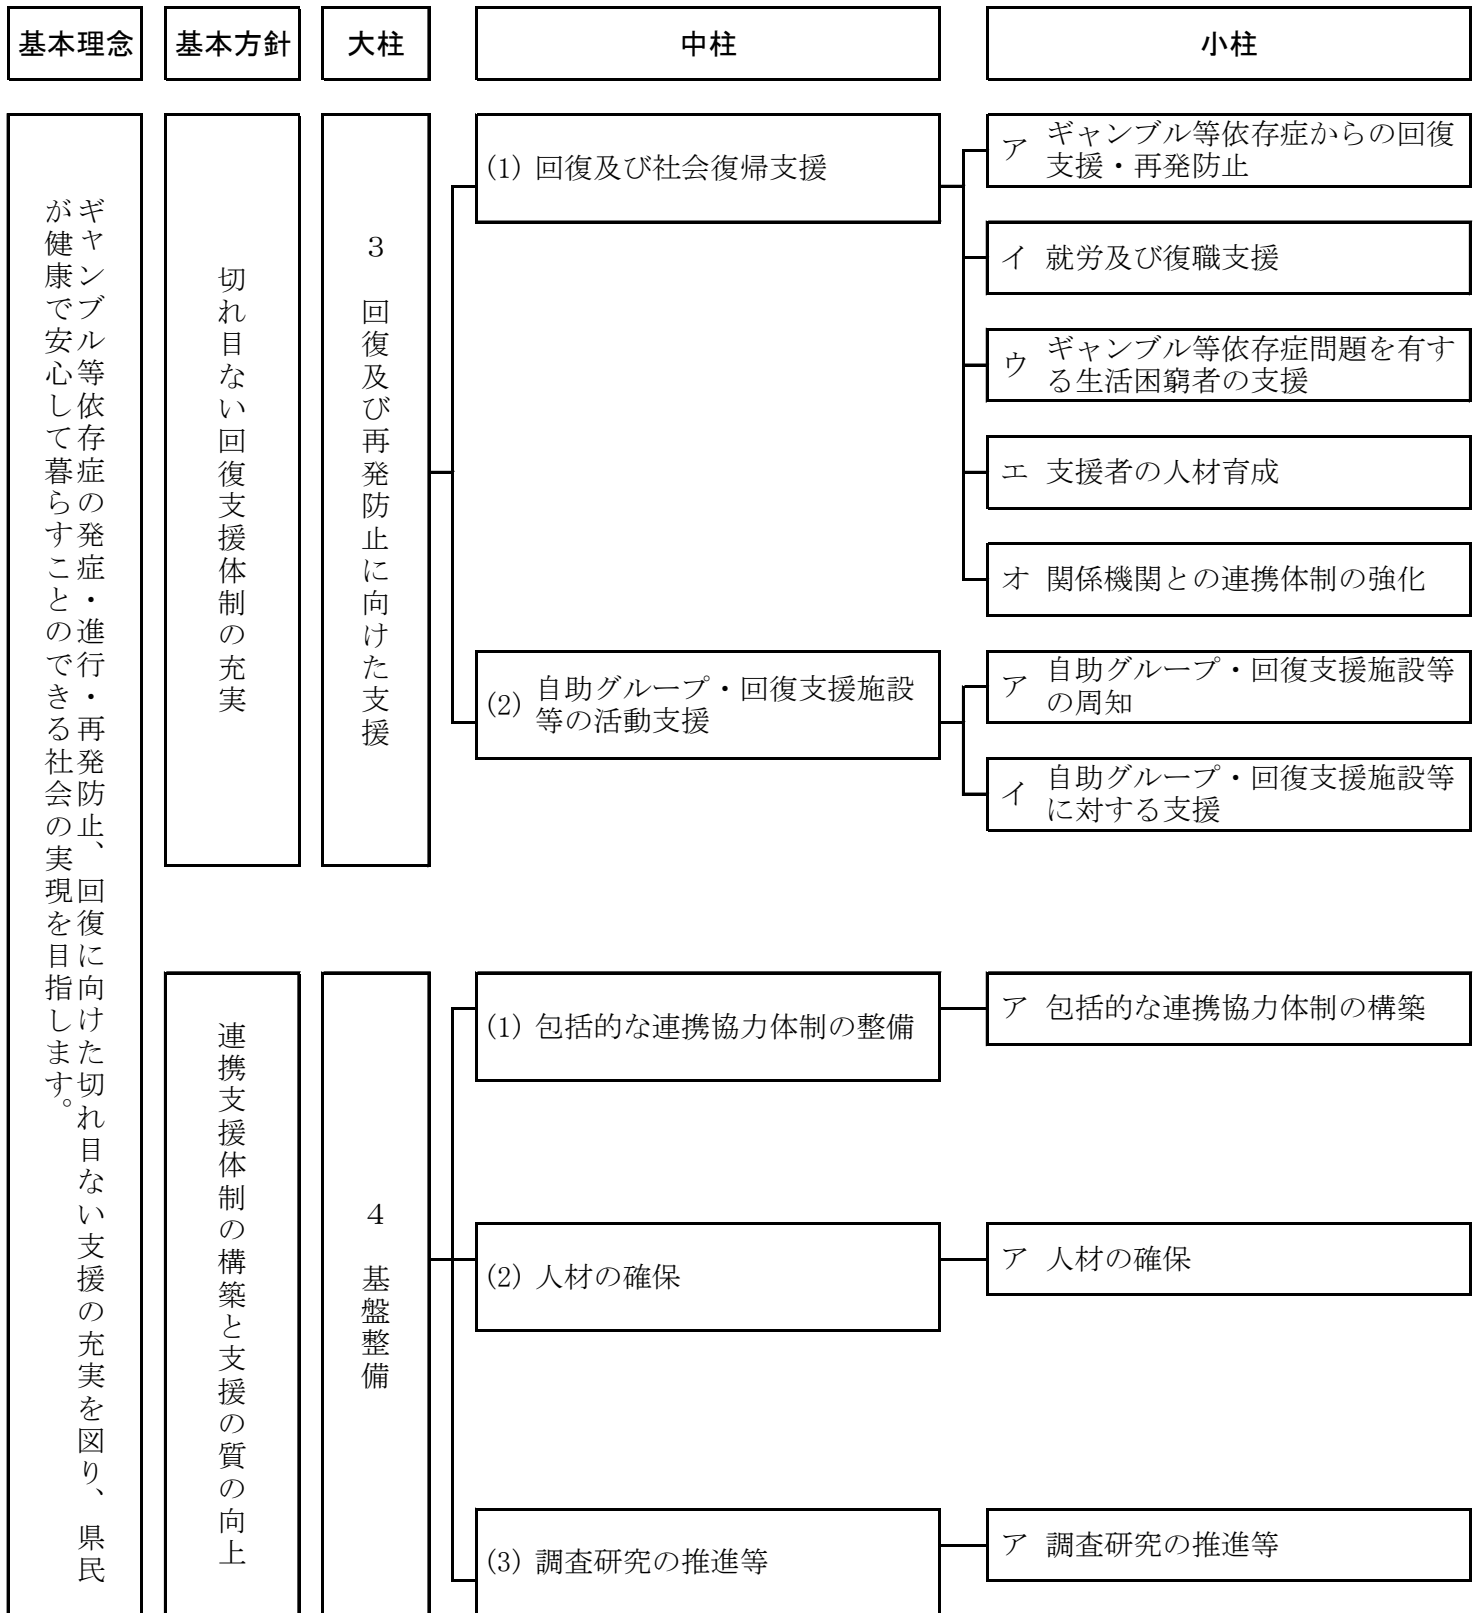 基本理念
基本方針
大柱
中柱
小柱
ギャンブル等依存症の発症・進行・再発防止、回復に向けた切れ目ない支援の充実を図り、県民
が健康で安心して暮らすことのできる社会の実現を目指します。
切れ目ない回復支援体制の充実
3 回復及び再発防止に向けた支援
(1) 回復及び社会復帰支援
ア ギャンブル等依存症からの回復
支援・再発防止
イ 就労及び復職支援
ウ ギャンブル等依存症問題を有す
る生活困窮者の支援
エ 支援者の人材育成
オ 関係機関との連携体制の強化
(2) 自助グループ・回復支援施設
等の活動支援
ア 自助グループ・回復支援施設等
の周知
イ 自助グループ・回復支援施設等
に対する支援
連携支援体制の構築と支援の質の向上
4 基盤整備
(1) 包括的な連携協力体制の整備
ア 包括的な連携協力体制の構築
(2) 人材の確保
ア 人材の確保
(3) 調査研究の推進等
ア 調査研究の推進等